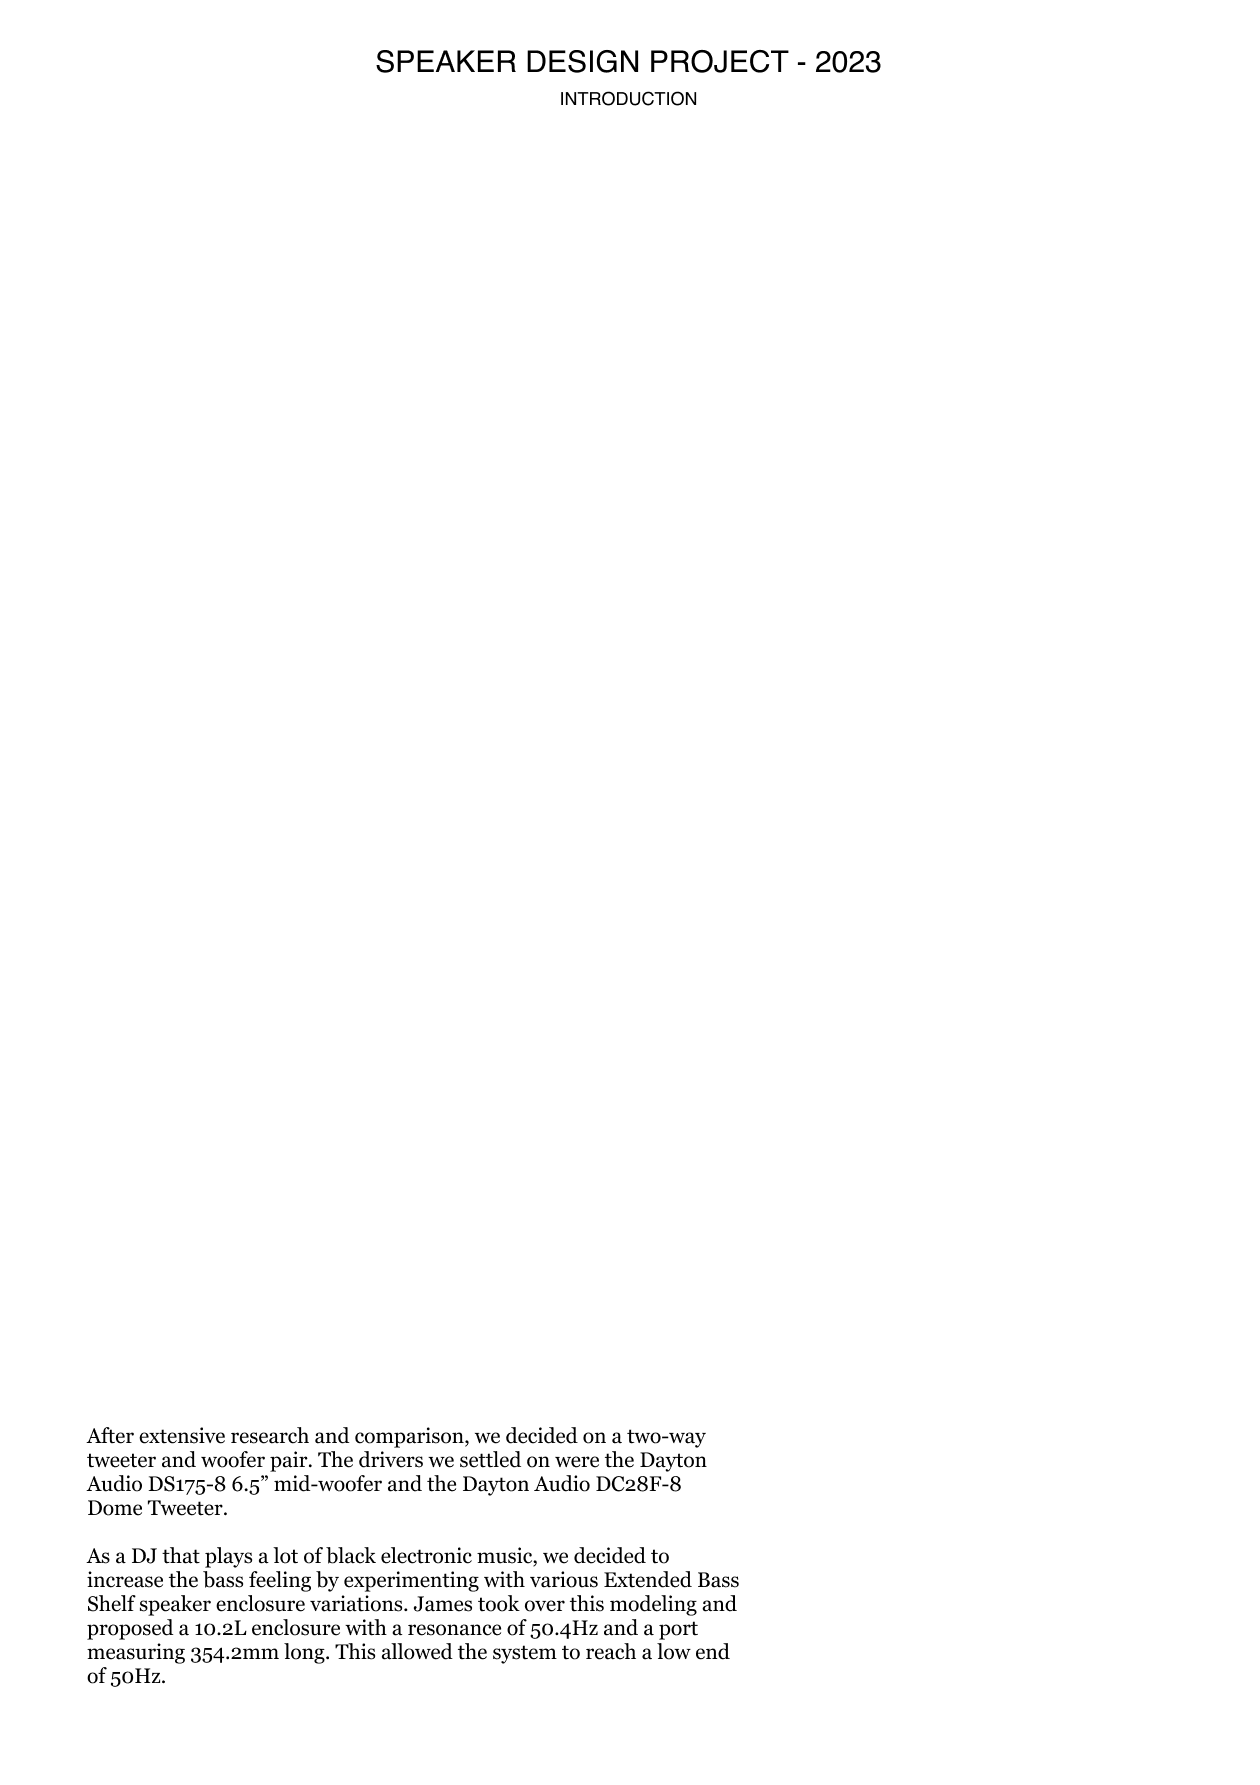 SPEAKER DESIGN PROJECT - 2023
INTRODUCTION
After extensive research and comparison, we decided on a two-way
tweeter and woofer pair. The drivers we settled on were the Dayton
Audio DS175-8 6.5” mid-woofer and the Dayton Audio DC28F-8
Dome Tweeter.
As a DJ that plays a lot of black electronic music, we decided to
increase the bass feeling by experimenting with various Extended Bass
Shelf speaker enclosure variations. James took over this modeling and
proposed a 10.2L enclosure with a resonance of 50.4Hz and a port
measuring 354.2mm long. This allowed the system to reach a low end
of 50Hz.